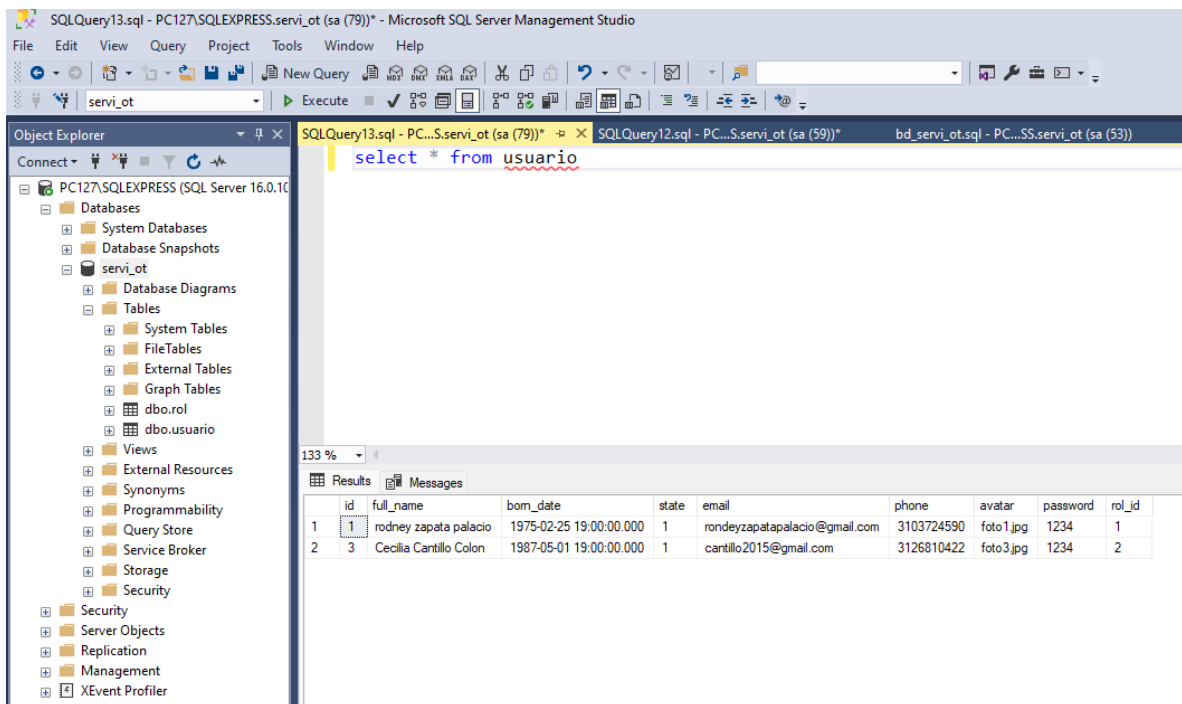 SQLQuery13.sql - PC127\SQLEXPRESS.servi_ot (sa (79))* - Microsoft SQL Server Management Studio
File Edit View Query Project Tools Window Help
New Query MDX DMX XMLA DAX
servi_ot Execute
Object Explorer
SQLQuery13.sql - PC...S.servi_ot (sa (79))* SQLQuery12.sql - PC...S.servi_ot (sa (59))* bd_servi_ot.sql - PC...SS.servi_ot (sa (53))
Connect
select * from usuario
PC127\SQLEXPRESS (SQL Server 16.0.10
Databases
System Databases
Database Snapshots
servi_ot
Database Diagrams
Tables
System Tables
FileTables
External Tables
Graph Tables
dbo.rol
dbo.usuario
Views
External Resources
Synonyms
Programmability
Query Store
Service Broker
Storage
Security
Security
Server Objects
Replication
Management
XEvent Profiler
133 %
Results Messages
id full_name born_date state email phone avatar password rol_id
1 1 rodney zapata palacio 1975-02-25 19:00:00.000 1 rondeyzapatapalacio@gmail.com 3103724590 foto1.jpg 1234 1
2 3 Cecilia Cantillo Colon 1987-05-01 19:00:00.000 1 cantillo2015@gmail.com 3126810422 foto3.jpg 1234 2